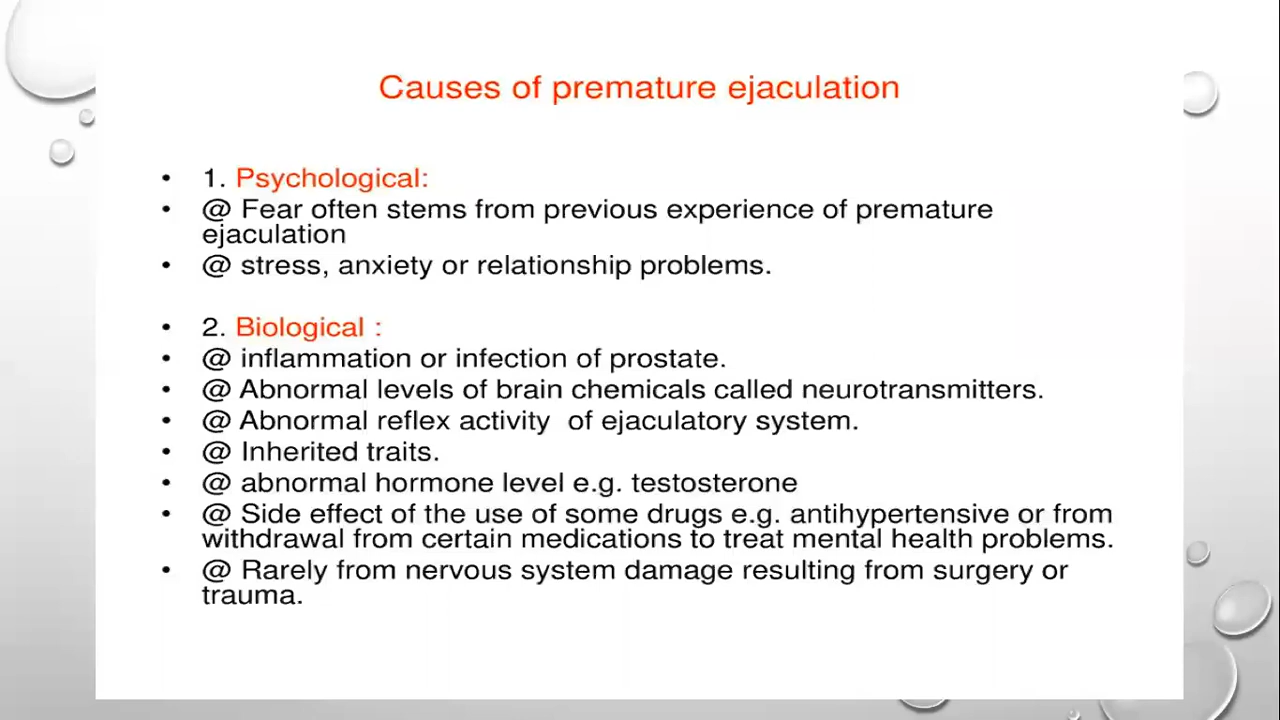 Causes of premature ejaculation
• 1. Psychological:
• @ Fear often stems from previous experience of premature
ejaculation
• @ stress, anxiety or relationship problems.
• 2. Biological :
• @ inflammation or infection of prostate.
• @ Abnormal levels of brain chemicals called neurotransmitters.
• @ Abnormal reflex activity  of ejaculatory system.
• @ Inherited traits.
• @ abnormal hormone level e.g. testosterone
• @ Side effect of the use of some drugs e.g. antihypertensive or from
withdrawal from certain medications to treat mental health problems.
• @ Rarely from nervous system damage resulting from surgery or
trauma.